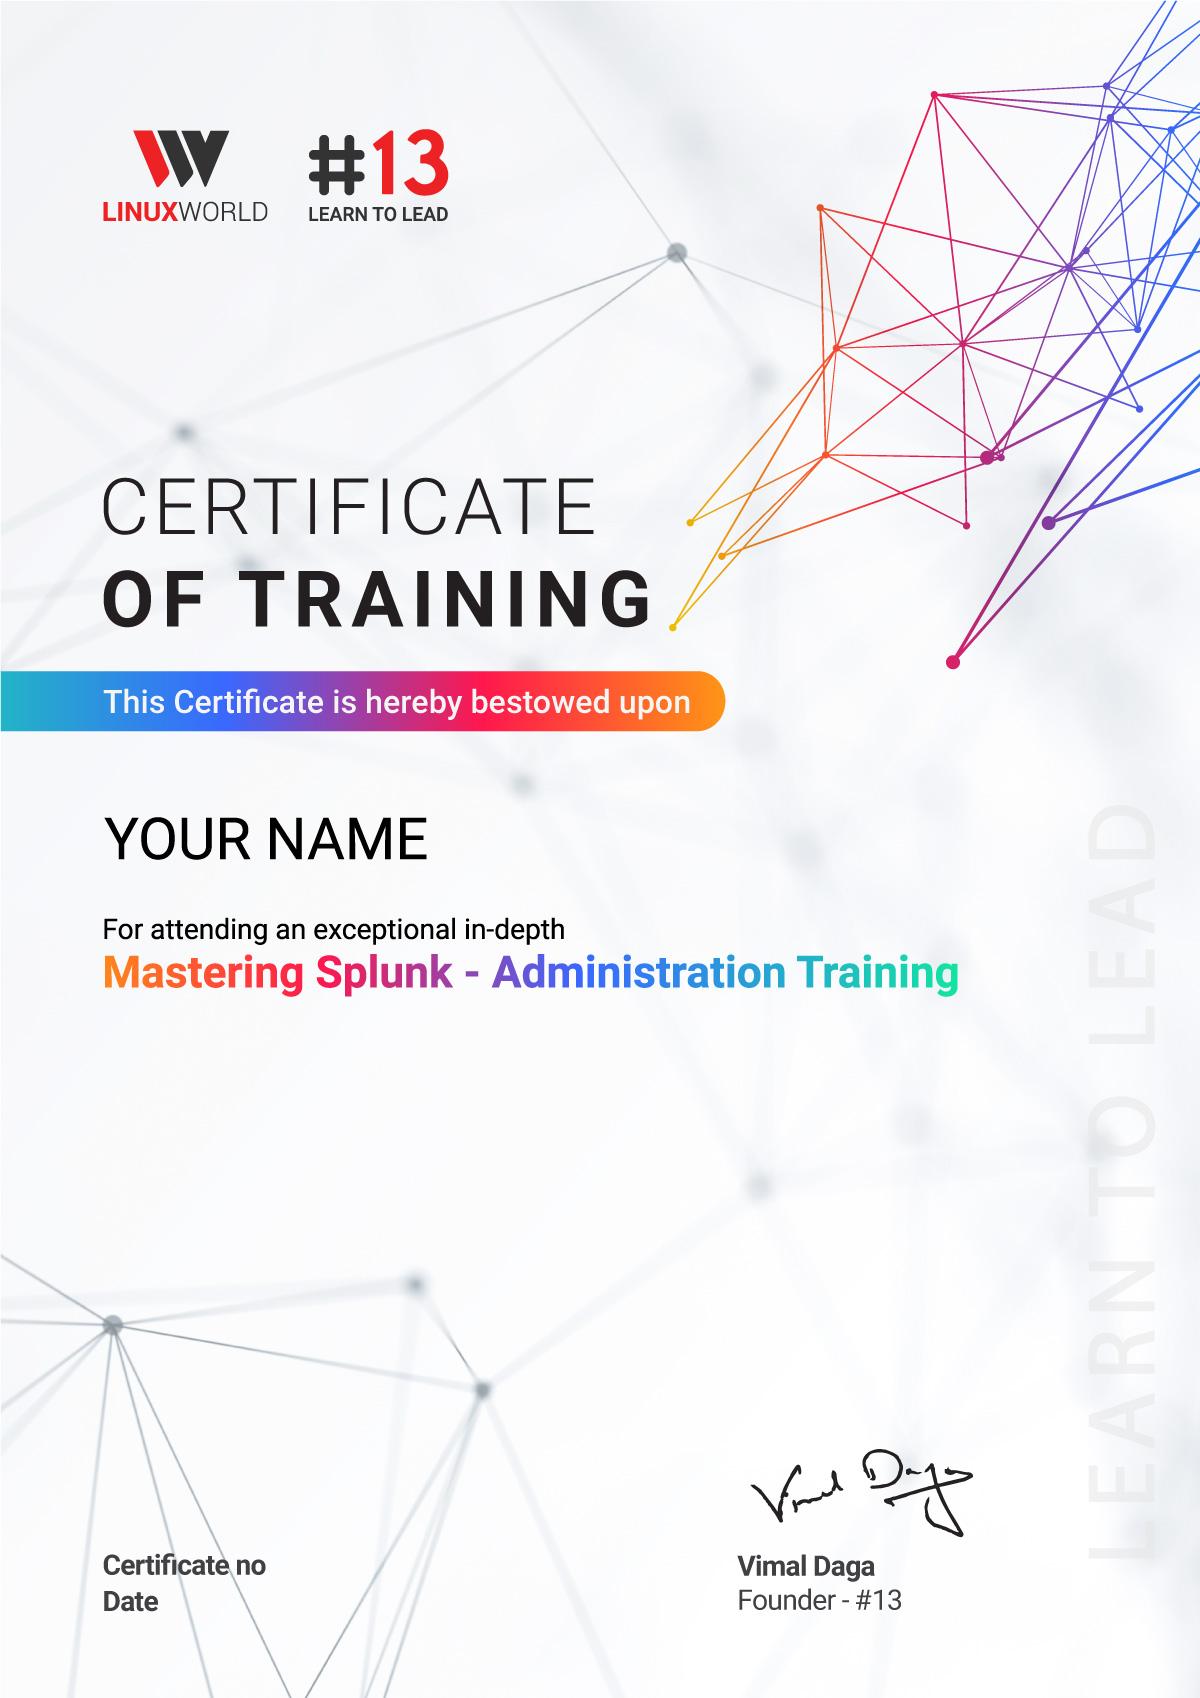 LINUXWORLD
#13
LEARN TO LEAD
CERTIFICATE
OF TRAINING
This Certificate is hereby bestowed upon
YOUR NAME
For attending an exceptional in-depth
Mastering Splunk - Administration Training
LEARN TO LEAD
Vimal Daga
Certificate no
Date
Vimal Daga
Founder - #13